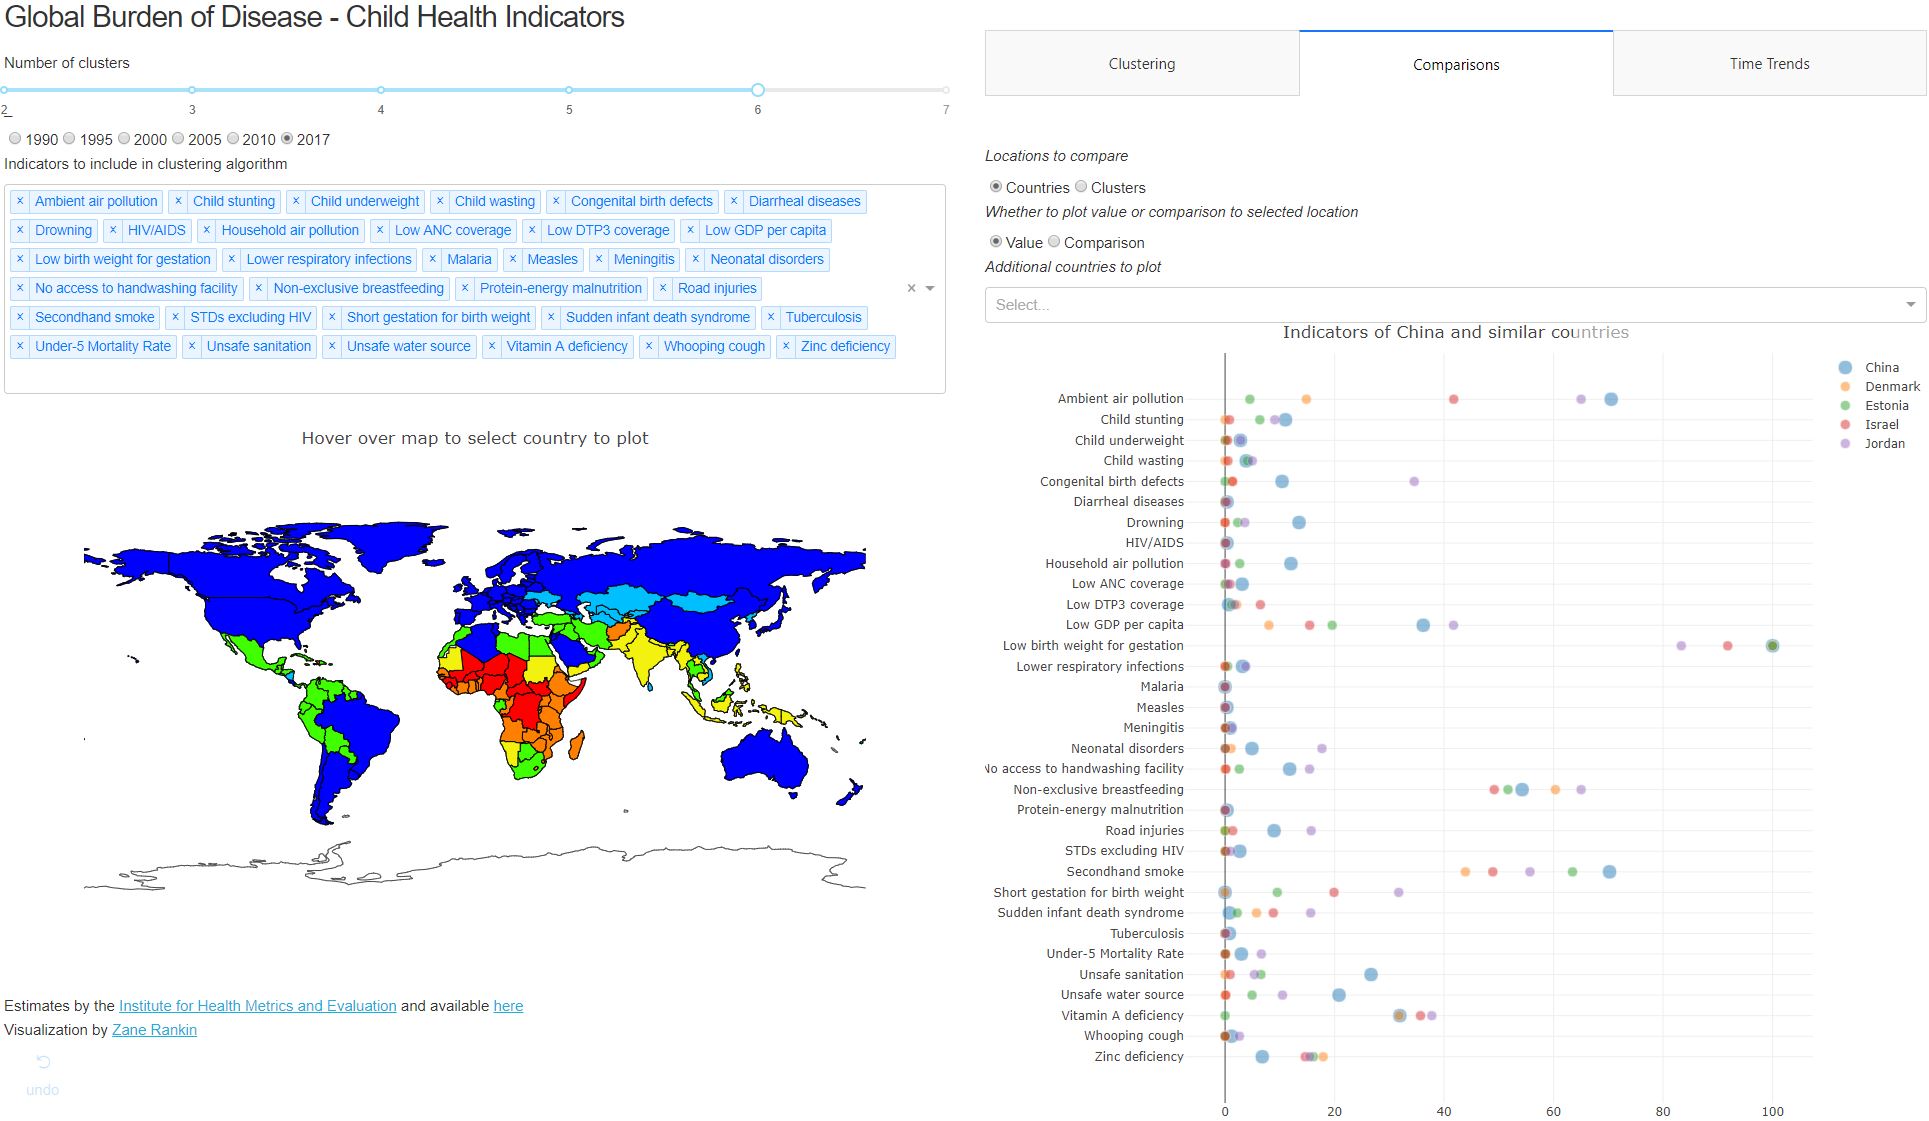 Global Burden of Disease - Child Health Indicators
Number of clusters
2 3 4 5 6 7
1990 1995 2000 2005 2010 2017
Indicators to include in clustering algorithm
× Ambient air pollution × Child stunting × Child underweight × Child wasting × Congenital birth defects × Diarrheal diseases
× Drowning × HIV/AIDS × Household air pollution × Low ANC coverage × Low DTP3 coverage × Low GDP per capita
× Low birth weight for gestation × Lower respiratory infections × Malaria × Measles × Meningitis × Neonatal disorders
× No access to handwashing facility × Non-exclusive breastfeeding × Protein-energy malnutrition × Road injuries ×
× Secondhand smoke × STDs excluding HIV × Short gestation for birth weight × Sudden infant death syndrome × Tuberculosis
× Under-5 Mortality Rate × Unsafe sanitation × Unsafe water source × Vitamin A deficiency × Whooping cough × Zinc deficiency
Hover over map to select country to plot
Estimates by the Institute for Health Metrics and Evaluation and available here
Visualization by Zane Rankin
undo
Clustering Comparisons Time Trends
Locations to compare
Countries Clusters
Whether to plot value or comparison to selected location
Value Comparison
Additional countries to plot
Select...
Indicators of China and similar countries
China
Denmark
Estonia
Israel
Jordan
Ambient air pollution
Child stunting
Child underweight
Child wasting
Congenital birth defects
Diarrheal diseases
Drowning
HIV/AIDS
Household air pollution
Low ANC coverage
Low DTP3 coverage
Low GDP per capita
Low birth weight for gestation
Lower respiratory infections
Malaria
Measles
Meningitis
Neonatal disorders
No access to handwashing facility
Non-exclusive breastfeeding
Protein-energy malnutrition
Road injuries
STDs excluding HIV
Secondhand smoke
Short gestation for birth weight
Sudden infant death syndrome
Tuberculosis
Under-5 Mortality Rate
Unsafe sanitation
Unsafe water source
Vitamin A deficiency
Whooping cough
Zinc deficiency
0 20 40 60 80 100